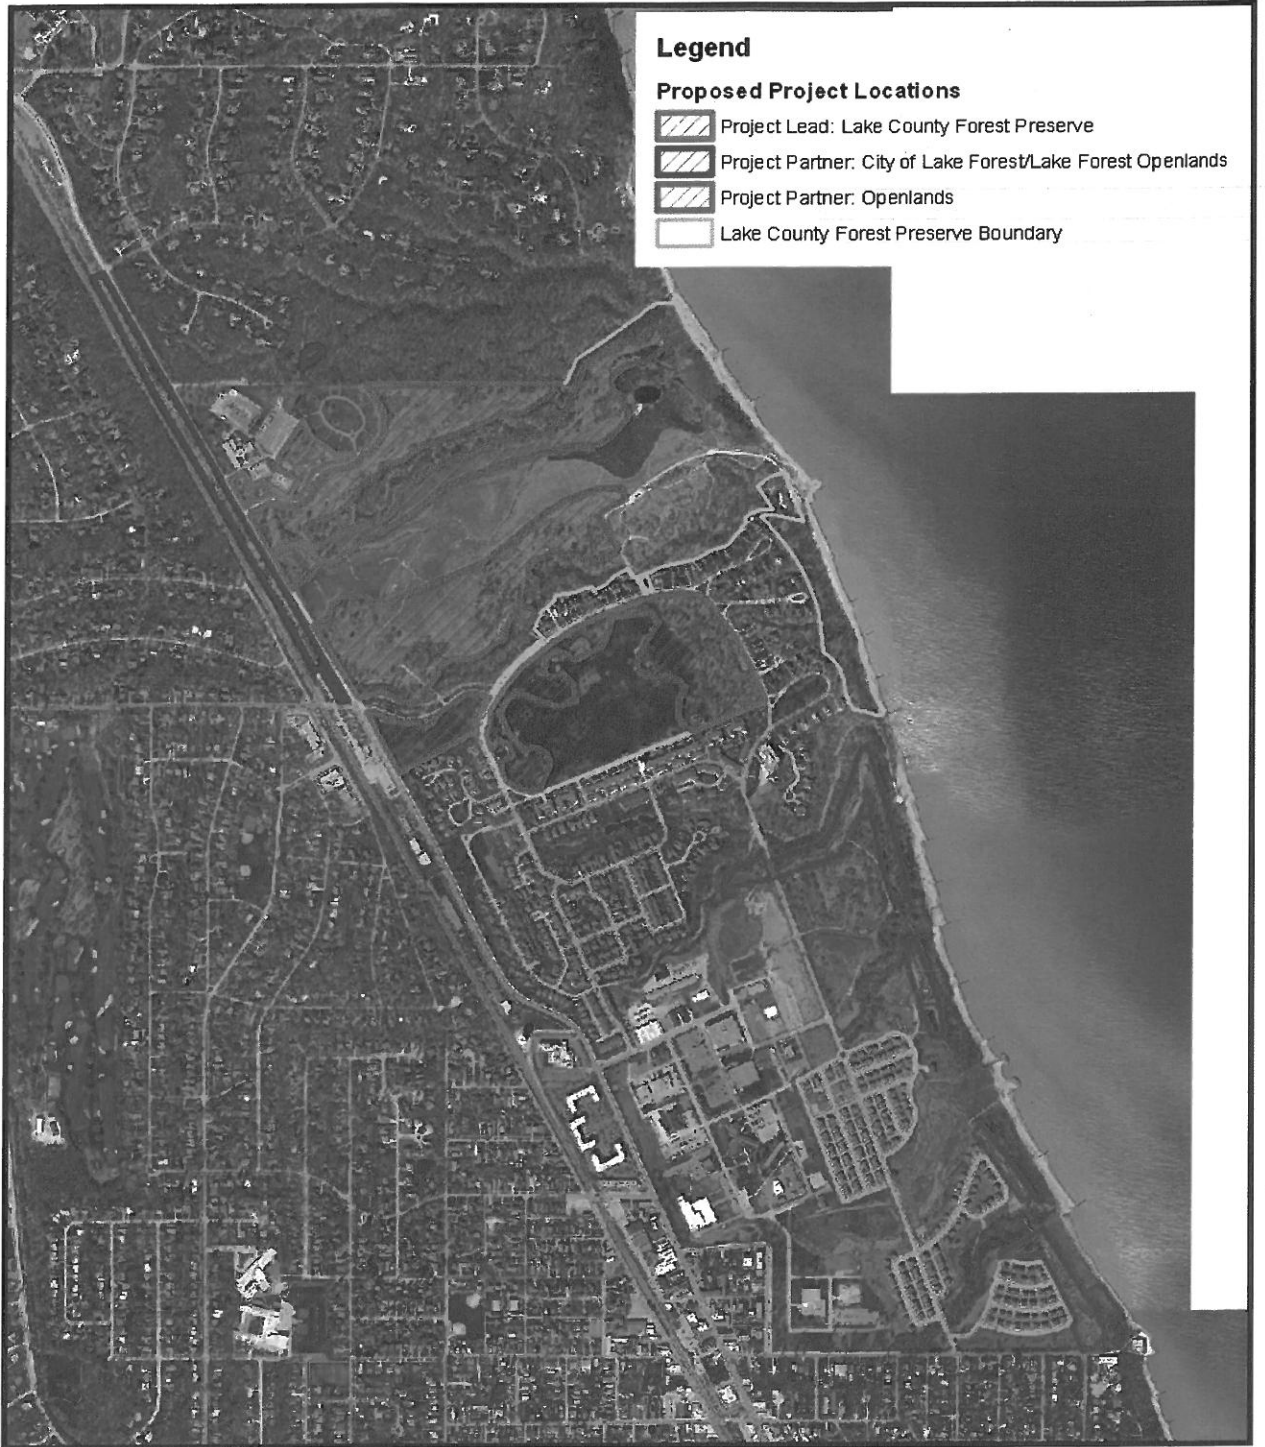 Legend
Proposed Project Locations
Project Lead: Lake County Forest Preserve
Project Partner: City of Lake Forest/Lake Forest Openlands
Project Partner: Openlands
Lake County Forest Preserve Boundary